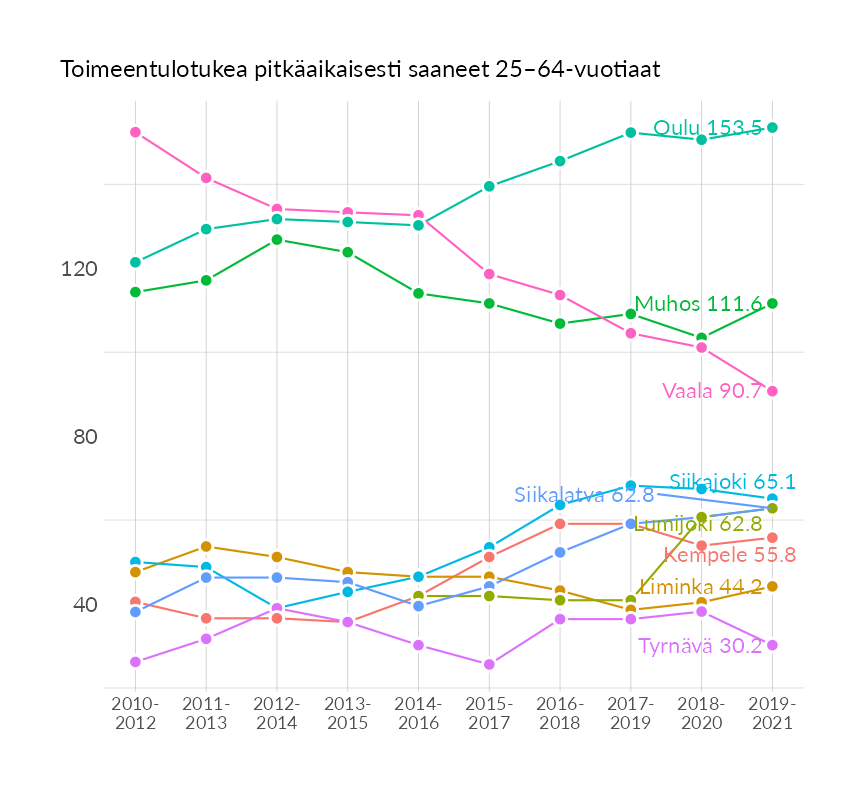 Toimeentulotukea pitkäaikaisesti saaneet 25–64-vuotiaat
Oulu 153.5
120
Muhos 111.6
Vaala 90.7
80
Siikajoki 65.1
Siikalatva 62.8
Lumijoki 62.8
Kempele 55.8
Liminka 44.2
40
Tyrnävä 30.2
2010- 2011- 2012- 2013- 2014- 2015- 2016- 2017- 2018- 2019-
2012 2013 2014 2015 2016 2017 2018 2019 2020 2021